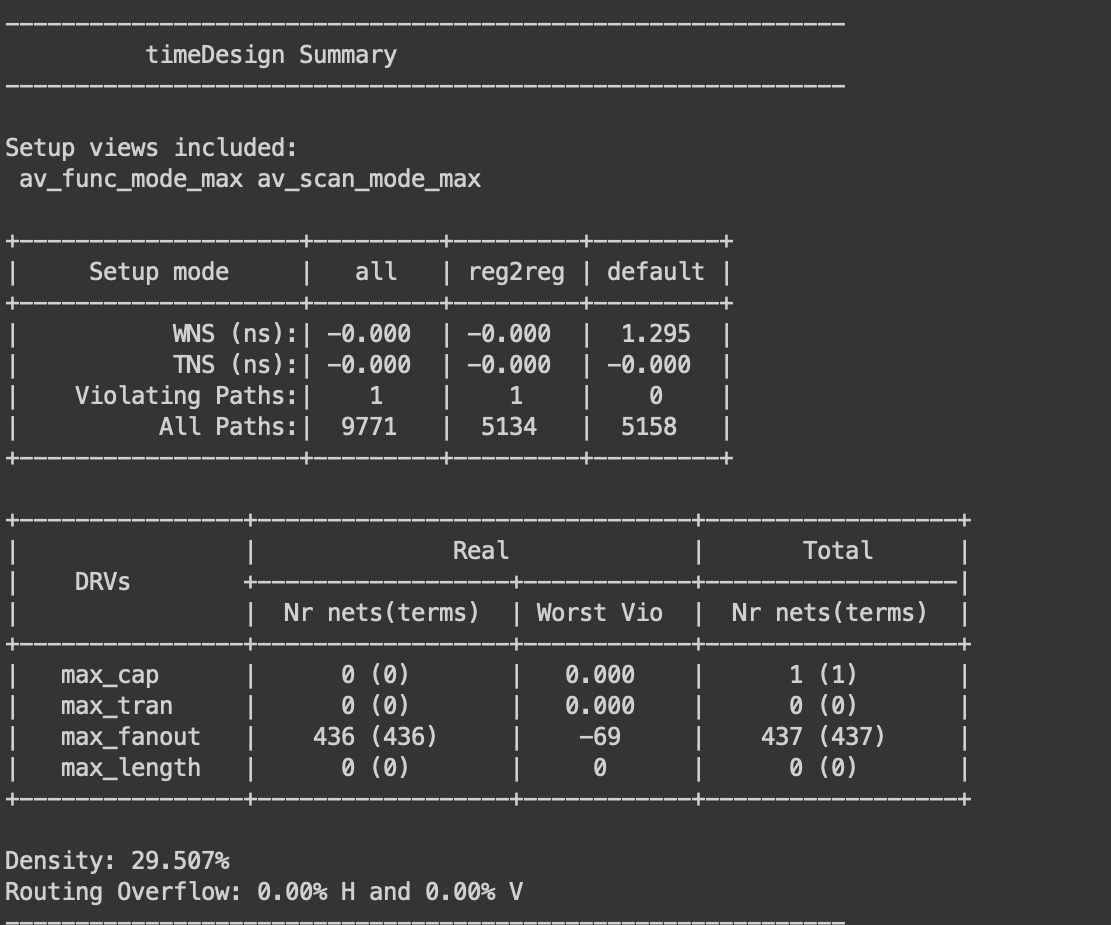 ------------------------------------------------------------
          timeDesign Summary
------------------------------------------------------------

Setup views included:
 av_func_mode_max av_scan_mode_max

+--------------------+---------+---------+---------+
|     Setup mode     |   all   | reg2reg | default |
+--------------------+---------+---------+---------+
|           WNS (ns):| -0.000  | -0.000  |  1.295  |
|           TNS (ns):| -0.000  | -0.000  | -0.000  |
|    Violating Paths:|    1    |    1    |    0    |
|          All Paths:|  9771   |  5134   |  5158   |
+--------------------+---------+---------+---------+

+----------------+-------------------------------+------------------+
|                |              Real             |       Total      |
|    DRVs        +------------------+------------+------------------|
|                |  Nr nets(terms)  | Worst Vio  |  Nr nets(terms)  |
+----------------+------------------+------------+------------------+
|   max_cap      |      0 (0)       |   0.000    |      1 (1)       |
|   max_tran     |      0 (0)       |   0.000    |      0 (0)       |
|   max_fanout   |    436 (436)     |    -69     |    437 (437)     |
|   max_length   |      0 (0)       |     0      |      0 (0)       |
+----------------+------------------+------------+------------------+

Density: 29.507%
Routing Overflow: 0.00% H and 0.00% V
------------------------------------------------------------